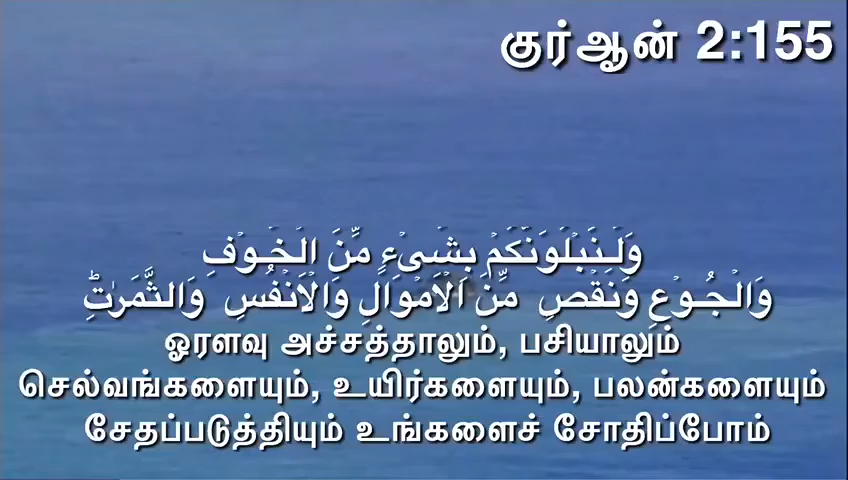 குர்ஆன் 2:155
وَلَـنَبۡلُوَنَّكُمۡ بِشَىۡءٍ مِّنَ الۡخَـوۡفِ
وَالۡجُـوۡعِ وَنَقۡصٍ مِّنَ الۡاَمۡوَالِ وَالۡاَنۡفُسِ وَالثَّمَرٰتِؕ
ஓரளவு அச்சத்தாலும், பசியாலும்
செல்வங்களையும், உயிர்களையும், பலன்களையும்
சேதப்படுத்தியும் உங்களைச் சோதிப்போம்